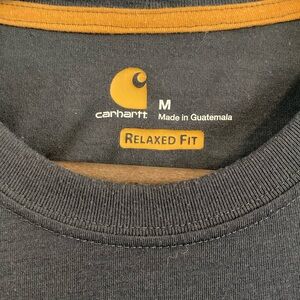 carhartt
M
Made in Guatemala
RELAXED FIT